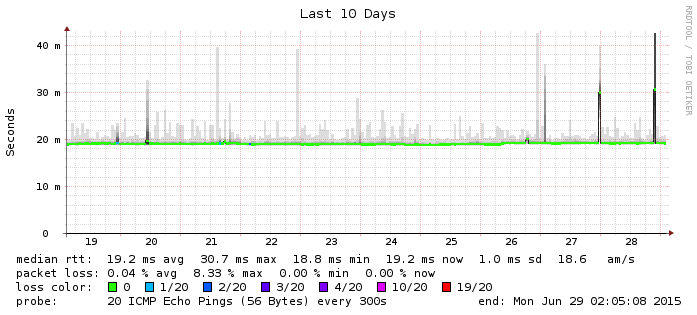 Last 10 Days
RRDTOOL / TOBI OETIKER
Seconds
40 m
30 m
20 m
10 m
0
19 20 21 22 23 24 25 26 27 28
median rtt: 19.2 ms avg 30.7 ms max 18.8 ms min 19.2 ms now 1.0 ms sd 18.6 am/s
packet loss: 0.04 % avg 8.33 % max 0.00 % min 0.00 % now
loss color: 0 1/20 2/20 3/20 4/20 10/20 19/20
probe: 20 ICMP Echo Pings (56 Bytes) every 300s end: Mon Jun 29 02:05:08 2015